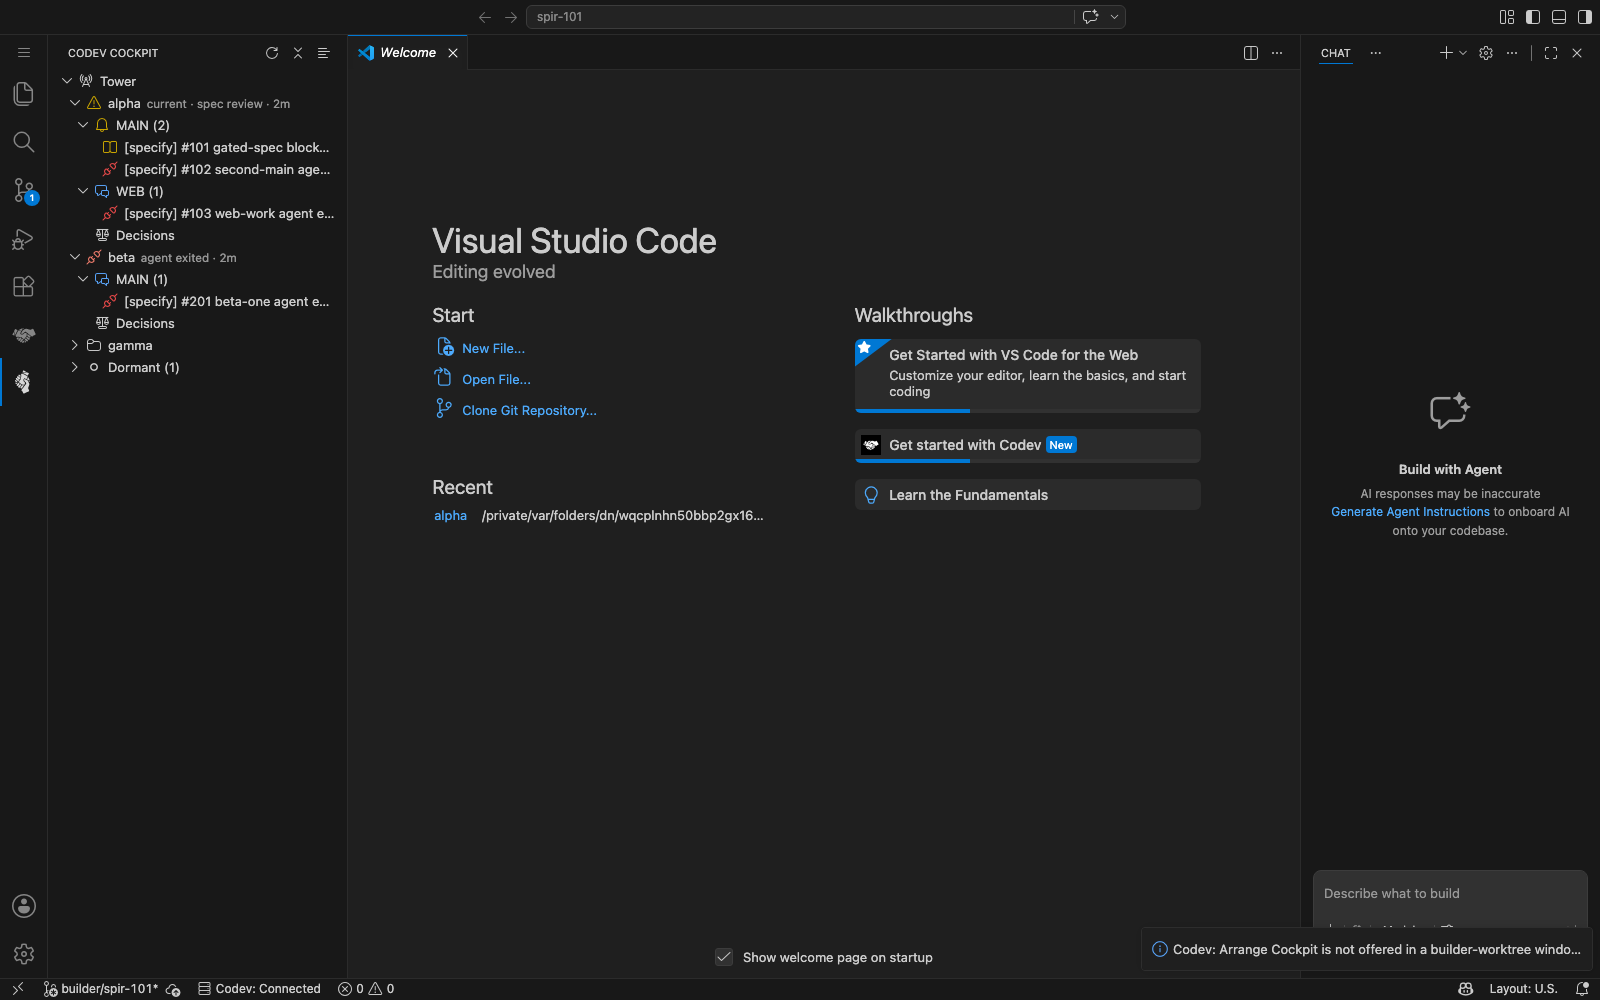 spir-101
CODEV COCKPIT
Tower
alpha current · spec review · 2m
MAIN (2)
[specify] #101 gated-spec block...
[specify] #102 second-main age...
WEB (1)
[specify] #103 web-work agent e...
Decisions
beta agent exited · 2m
MAIN (1)
[specify] #201 beta-one agent e...
Decisions
gamma
Dormant (1)
1
Welcome
Visual Studio Code
Editing evolved
Start
New File...
Open File...
Clone Git Repository...
Recent
alpha /private/var/folders/dn/wqcplnhn50bbp2gx16...
Walkthroughs
Get Started with VS Code for the Web
Customize your editor, learn the basics, and start
coding
Get started with Codev New
Learn the Fundamentals
Show welcome page on startup
CHAT
Build with Agent
AI responses may be inaccurate
Generate Agent Instructions to onboard AI
onto your codebase.
Describe what to build
Codev: Arrange Cockpit is not offered in a builder-worktree windo...
builder/spir-101*
Codev: Connected
0 0
Layout: U.S.